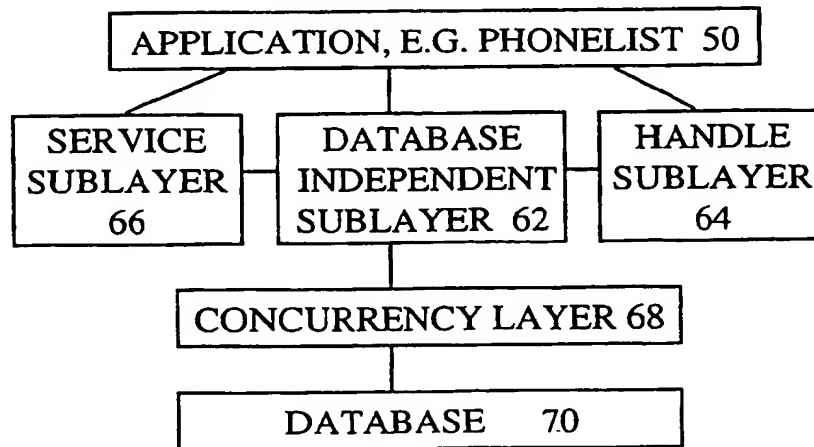 APPLICATION, E.G. PHONELIST 50
SERVICE
SUBLAYER
66
DATABASE
INDEPENDENT
SUBLAYER 62
HANDLE
SUBLAYER
64
CONCURRENCY LAYER 68
DATABASE 70